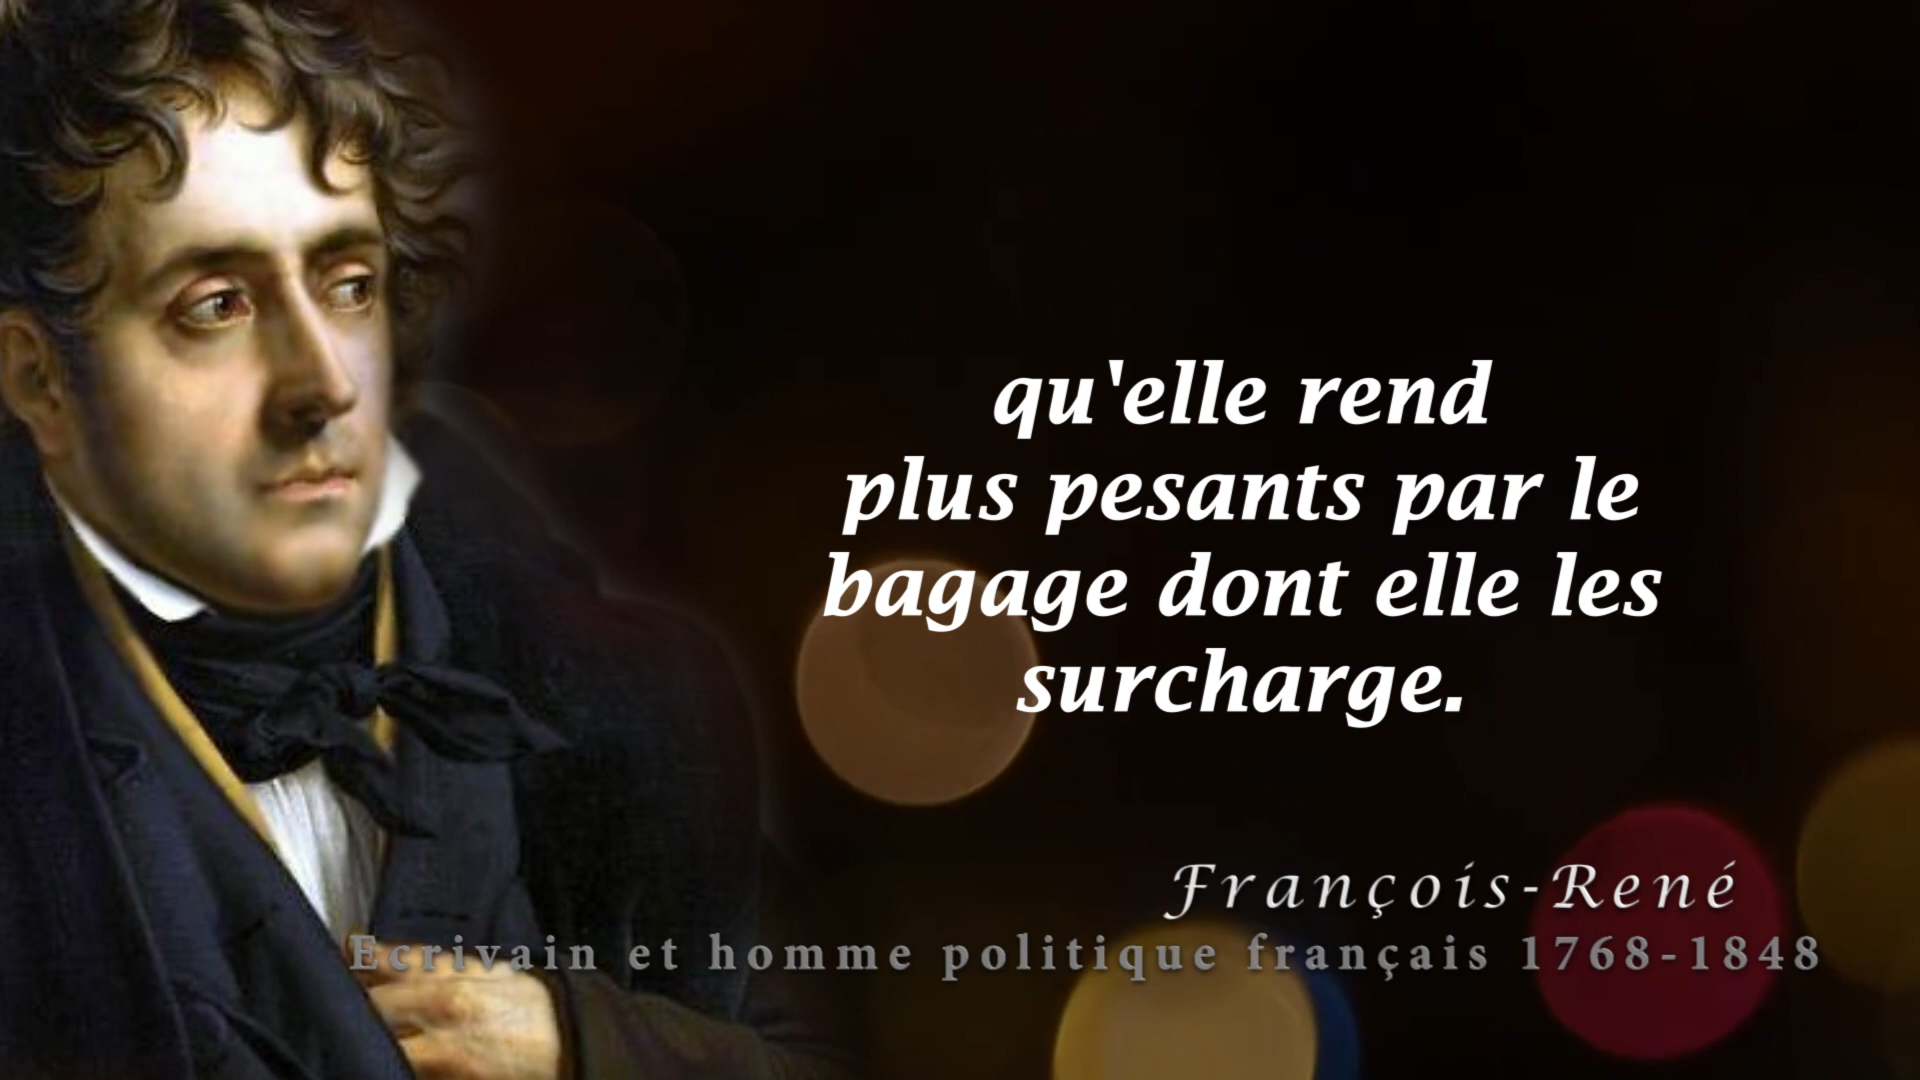 qu'elle rend
plus pesants par le
bagage dont elle les
surcharge.
François-René
Ecrivain et homme politique français 1768-1848